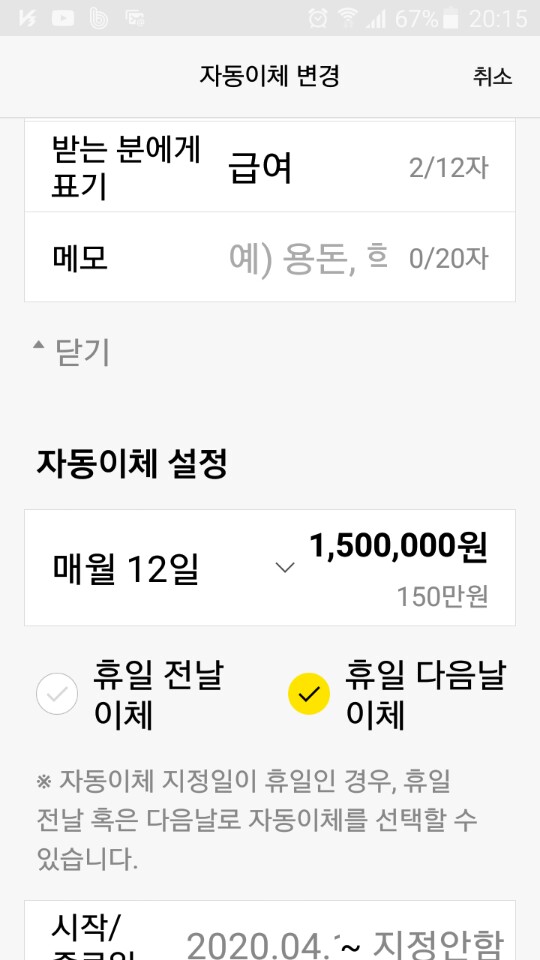 67% 20:15
자동이체 변경 취소
받는 분에게
표기
급여 2/12자
메모 예) 용돈, 0/20자
닫기
자동이체 설정
매월 12일 1,500,000원
150만원
휴일 전날
이체
휴일 다음날
이체
※ 자동이체 지정일이 휴일인 경우, 휴일
전날 혹은 다음날로 자동이체를 선택할 수
있습니다.
시작/
2020.04. ~ 지정안함